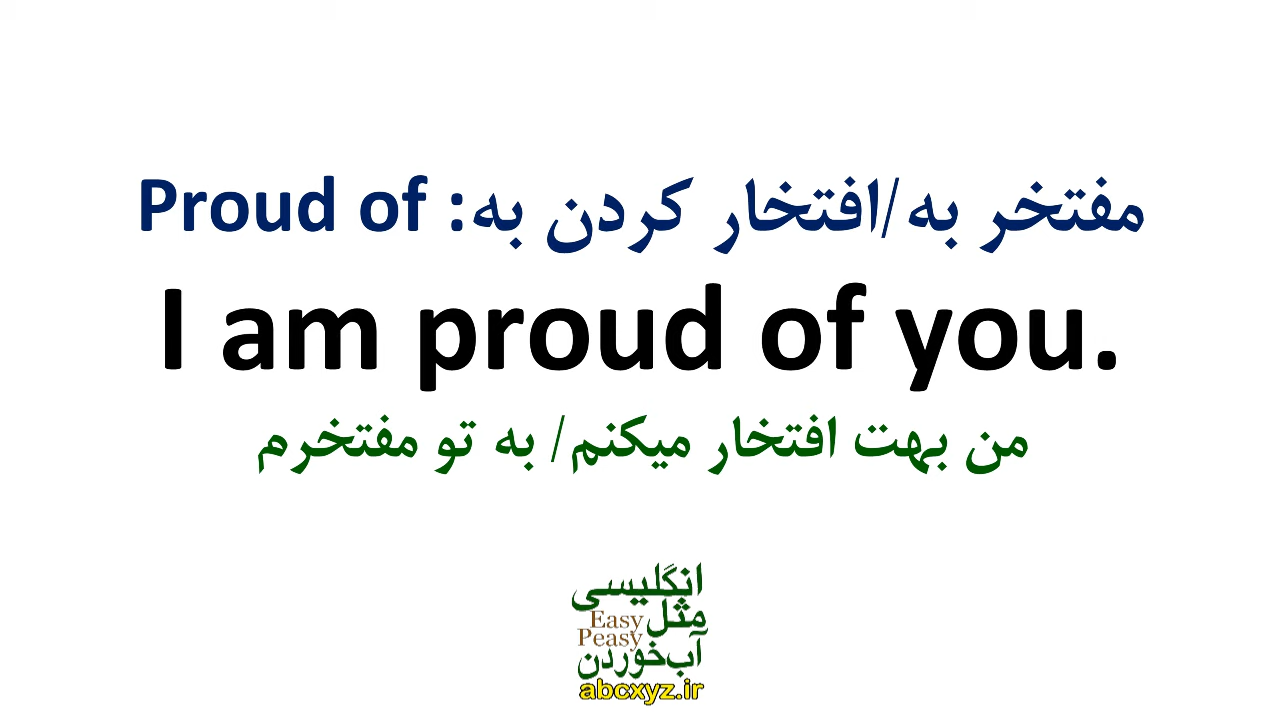 مفتخر به/افتخار کردن به: Proud of
I am proud of you.
من بهت افتخار میکنم/ به تو مفتخرم
انگلیسی
مثل
Easy
Peasy
آب‌خوردن
abcxyz.ir